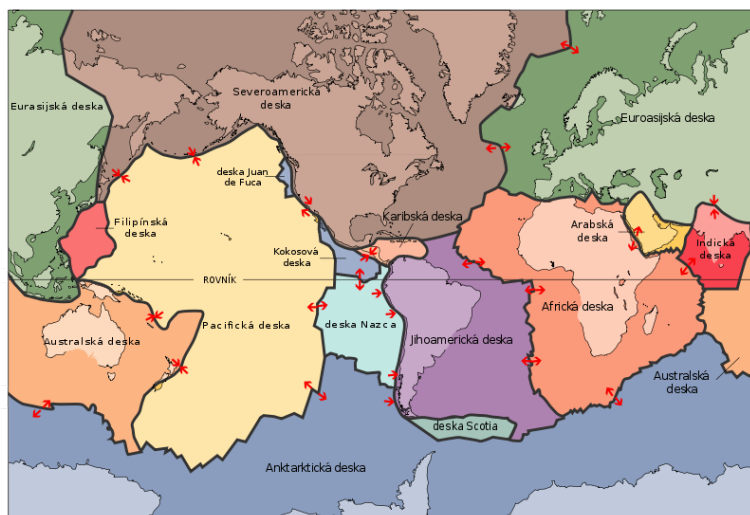 Severoamerická
deska
Eurasijská deska
Euroasijská deska
deska Juan
de Fuca
Filipínská
deska
Karibská deska
Arabská
deska
Indická
deska
Kokosová
deska
ROVNÍK
Africká deska
Pacifická deska
deska Nazca
Australská deska
Jihoamerická deska
Australská
deska
deska Scotia
Anktarktická deska